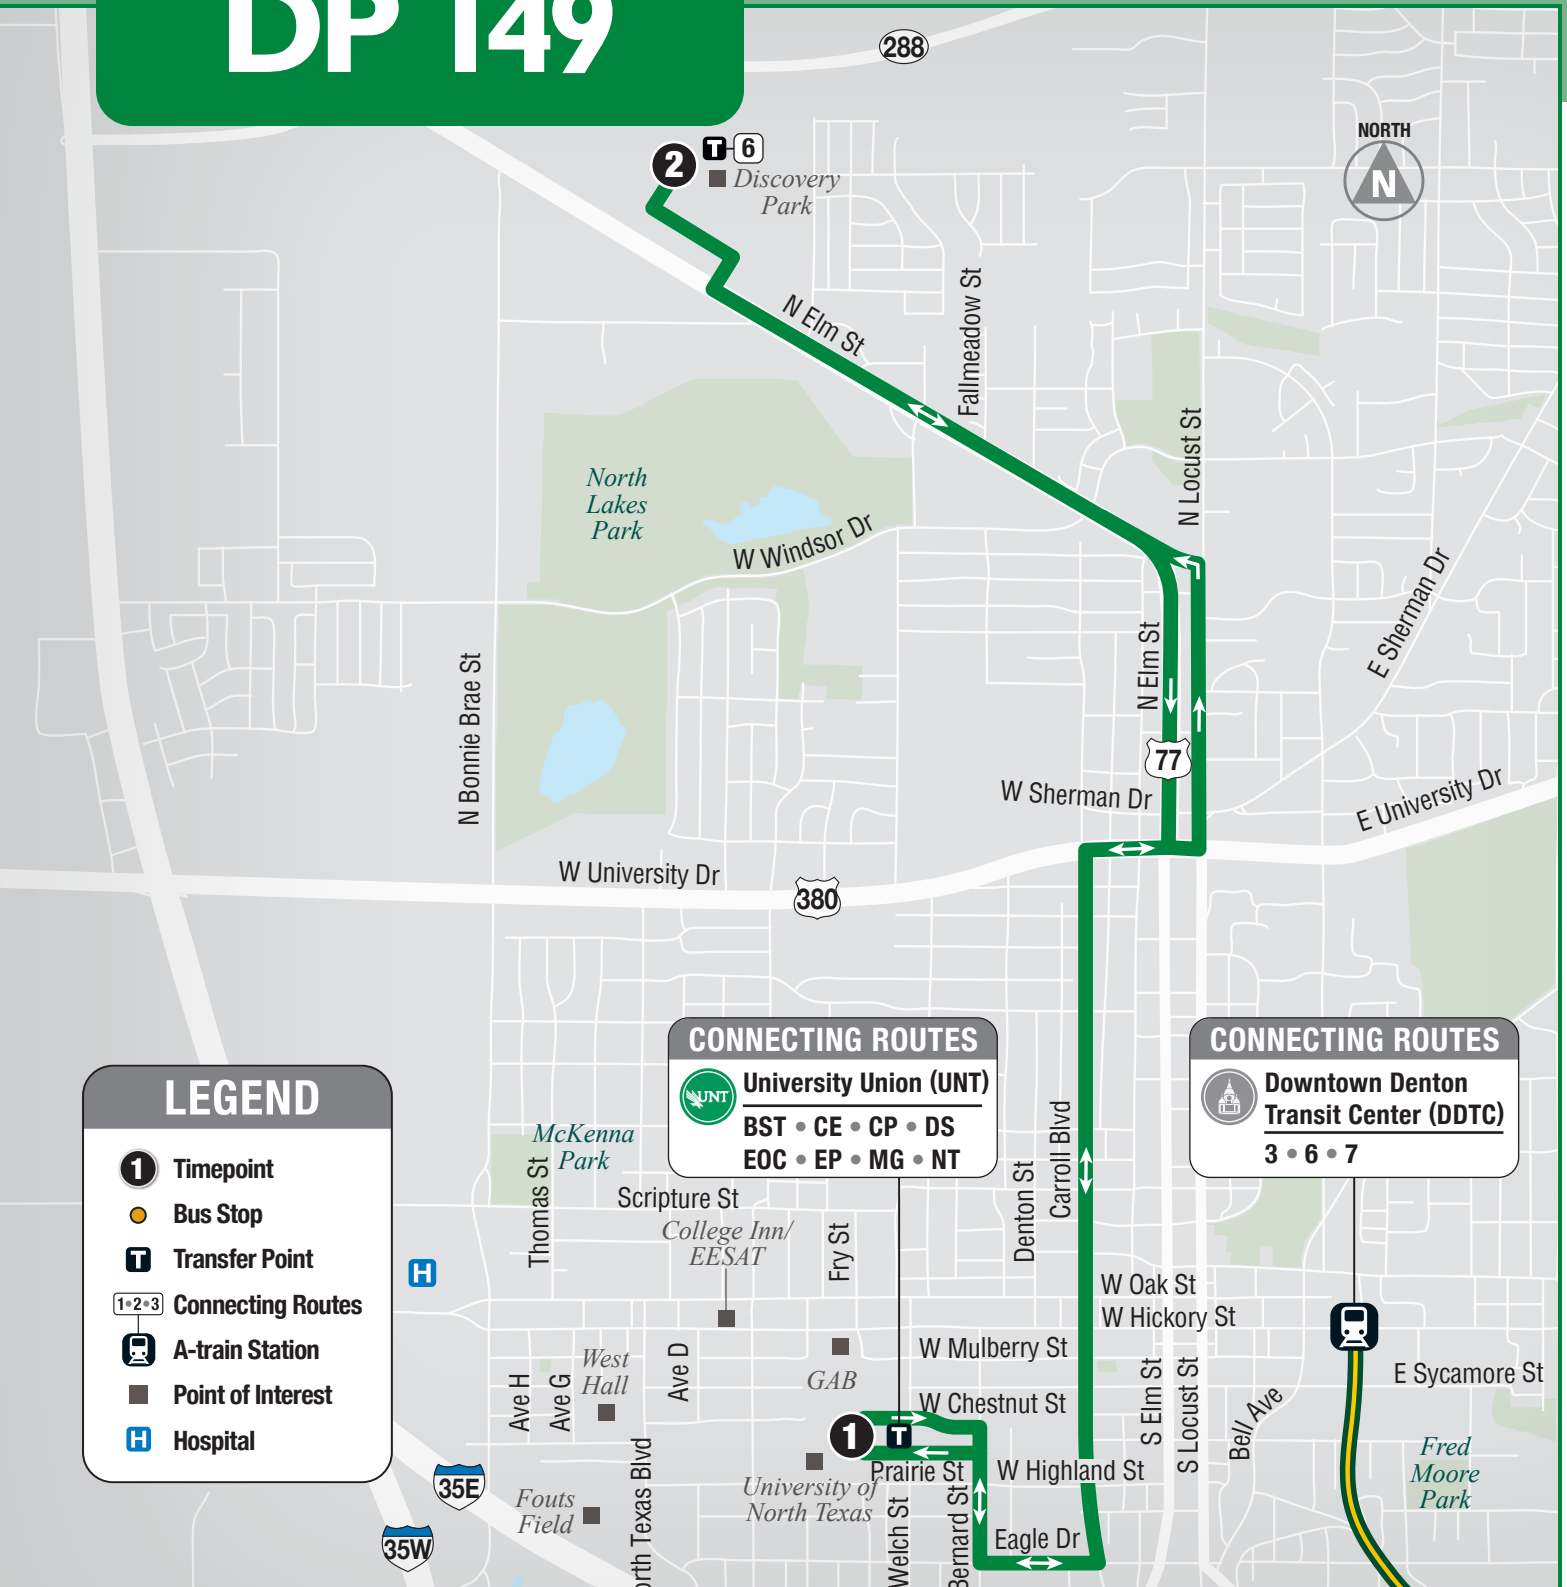 DP 149
288
NORTH
N
2
T
6
Discovery
Park
N Elm St
Fallmeadow St
N Locust St
North
Lakes
Park
W Windsor Dr
E Sherman Dr
N Elm St
N Bonnie Brae St
77
W Sherman Dr
E University Dr
W University Dr
380
CONNECTING ROUTES
UNT
University Union (UNT)
BST • CE • CP • DS
EOC • EP • MG • NT
CONNECTING ROUTES
Downtown Denton
Transit Center (DDTC)
3 • 6 • 7
LEGEND
1 Timepoint
Bus Stop
T Transfer Point
1•2•3 Connecting Routes
A-train Station
Point of Interest
H Hospital
McKenna
Park
Thomas St
Scripture St
College Inn/
EESAT
Fry St
Denton St
Carroll Blvd
H
W Oak St
W Hickory St
W Mulberry St
GAB
West
Hall
Ave H
Ave G
Ave D
W Chestnut St
S Elm St
S Locust St
Bell Ave
E Sycamore St
1
T
Prairie St
W Highland St
University of
North Texas
Fred
Moore
Park
35E
Fouts
Field
35W
orth Texas Blvd
Welch St
Bernard St
Eagle Dr